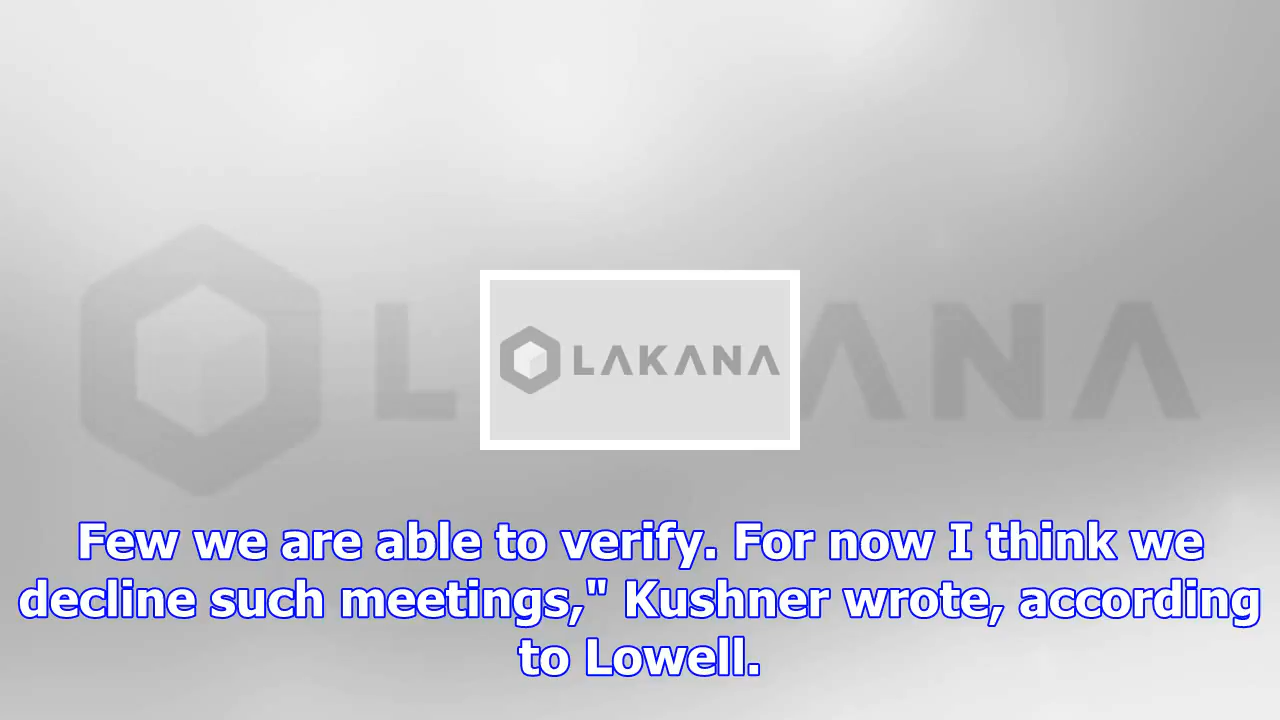 LAKANA
Few we are able to verify. For now I think we
decline such meetings," Kushner wrote, according
to Lowell.